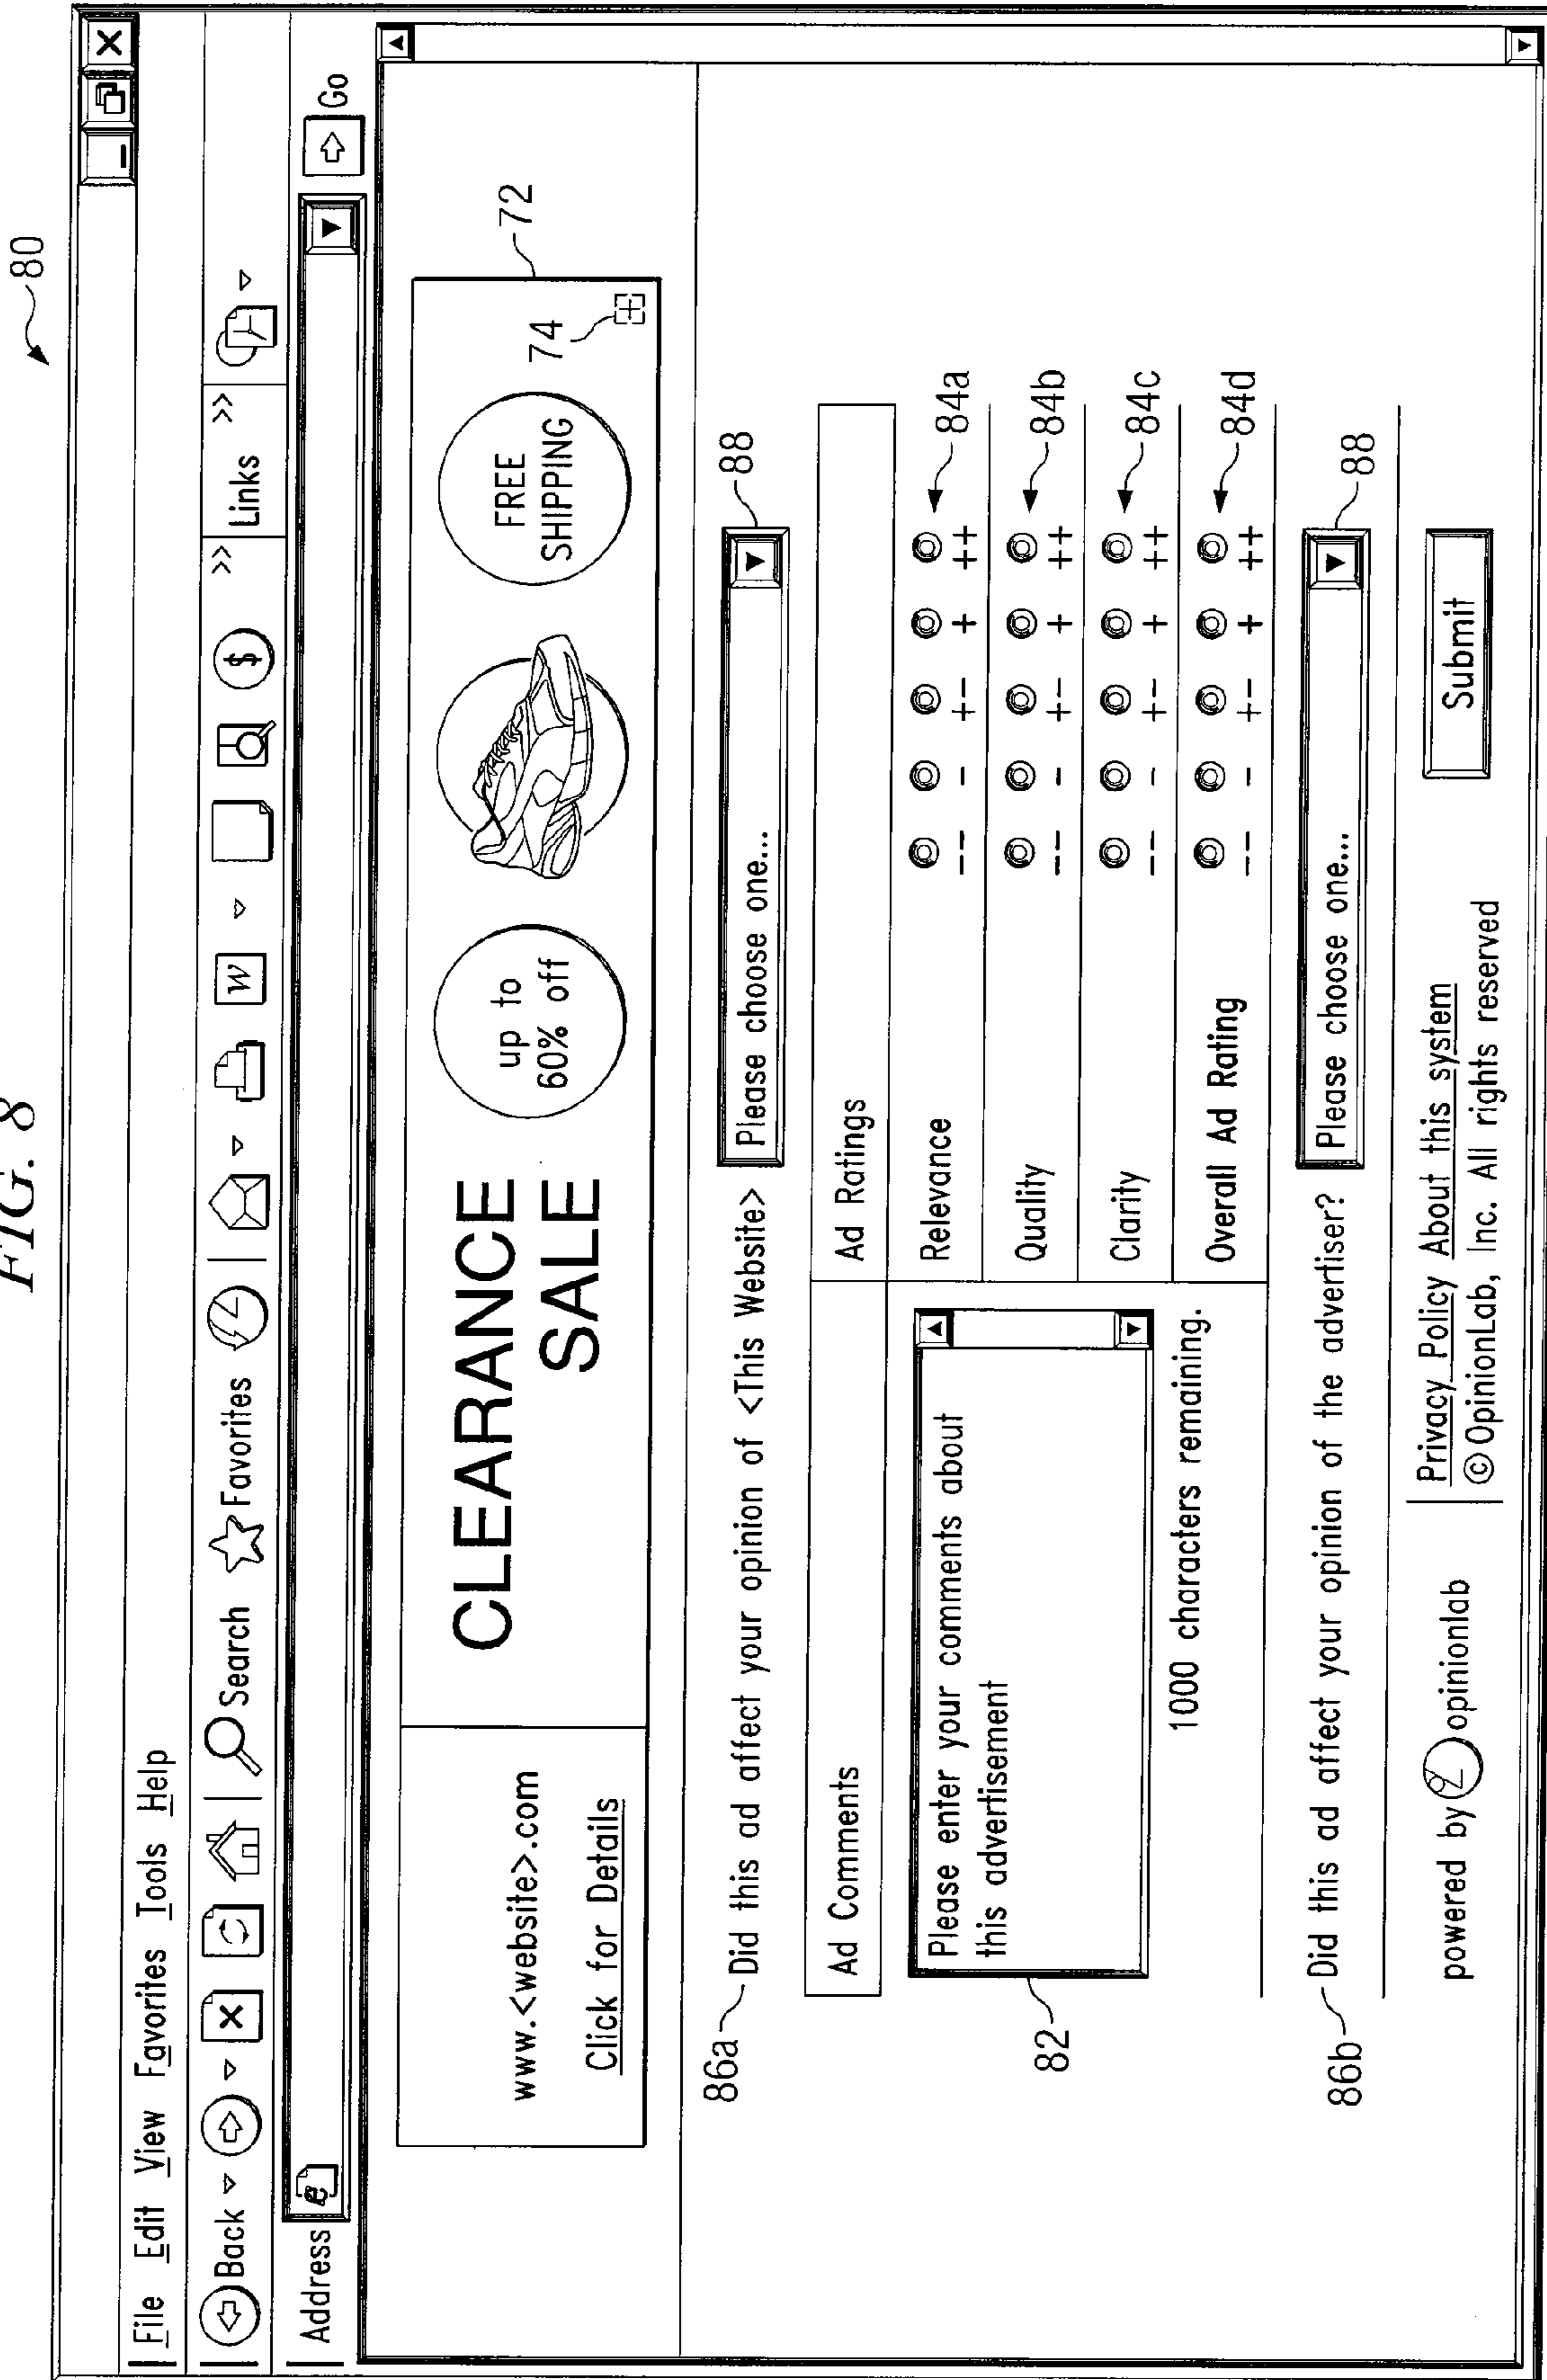 FIG. 8
80
File Edit View Favorites Tools Help
Back Search Favorites W $ >> Links >>
Address e Go
www.<website>.com
Click for Details
CLEARANCE
SALE
up to
60% off
FREE
SHIPPING
74
72
86a Did this ad affect your opinion of <This Website> Please choose one... 88
Ad Comments Ad Ratings
82
Please enter your comments about
this advertisement
1000 characters remaining.
Relevance 84a
-- - +- + ++
Quality 84b
-- - +- + ++
Clarity 84c
-- - +- + ++
Overall Ad Rating 84d
-- - +- + ++
86b Did this ad affect your opinion of the advertiser? Please choose one... 88
powered by opinionlab
Privacy Policy About this system
© OpinionLab, Inc. All rights reserved
Submit